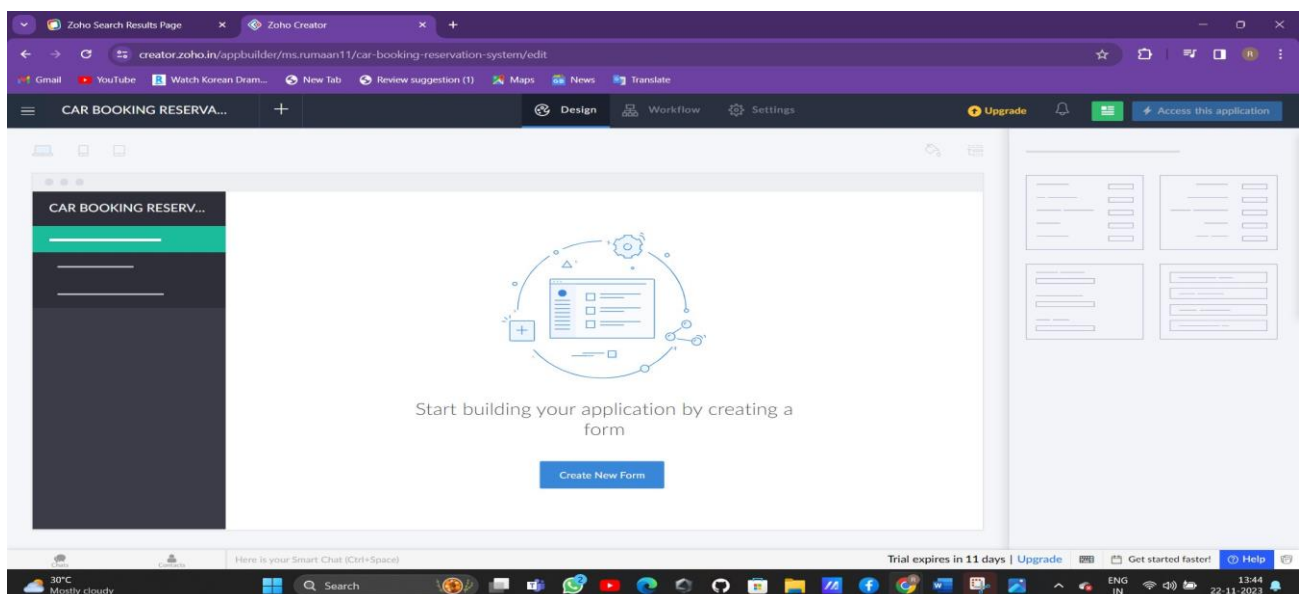 Zoho Search Results Page
Zoho Creator
creator.zoho.in/appbuilder/ms.rumaan11/car-booking-reservation-system/edit
Gmail YouTube Watch Korean Dram... New Tab Review suggestion (1) Maps News Translate
CAR BOOKING RESERVA...
Design Workflow Settings
Upgrade
Access this application
CAR BOOKING RESERV...
Start building your application by creating a
form
Create New Form
Chats Contacts Here is your Smart Chat (Ctrl+Space)
Trial expires in 11 days | Upgrade
Get started faster! Help
30°C
Mostly cloudy
Search
ENG
IN
13:44
22-11-2023